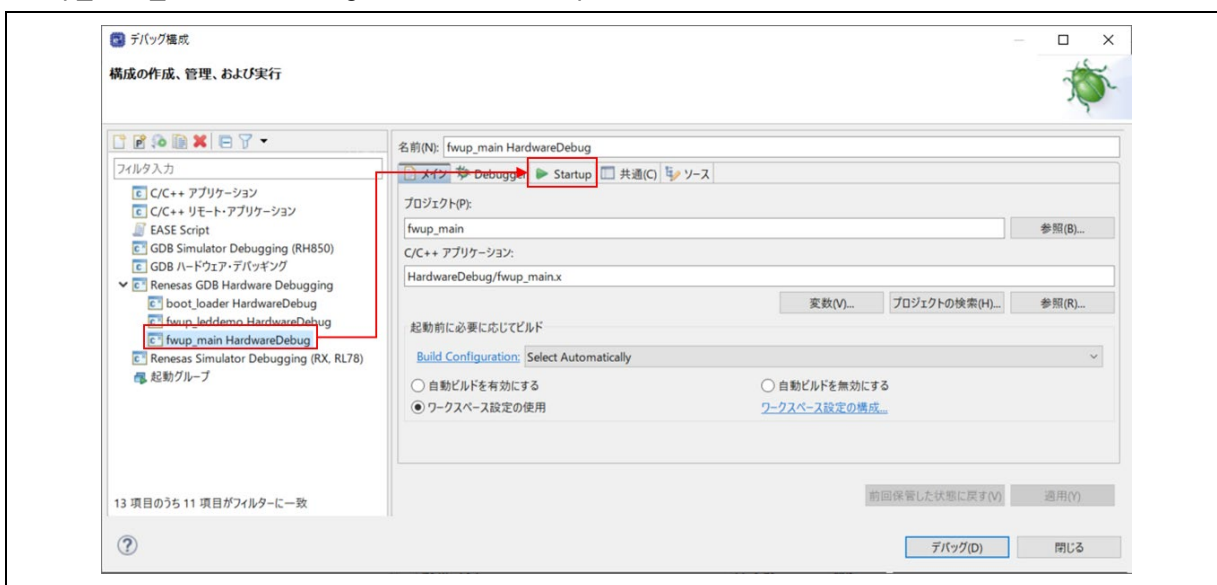 デバッグ構成
構成の作成、管理、および実行
フィルタ入力
C/C++ アプリケーション
C/C++ リモート・アプリケーション
EASE Script
GDB Simulator Debugging (RH850)
GDB ハードウェア・デバッギング
Renesas GDB Hardware Debugging
boot_loader HardwareDebug
fwup_leddemo HardwareDebug
fwup_main HardwareDebug
Renesas Simulator Debugging (RX, RL78)
起動グループ
13 項目のうち 11 項目がフィルターに一致
名前(N): fwup_main HardwareDebug
メイン Debugger Startup 共通(C) ソース
プロジェクト(P):
fwup_main 参照(B)...
C/C++ アプリケーション:
HardwareDebug/fwup_main.x
変数(V)... プロジェクトの検索(H)... 参照(R)...
起動前に必要に応じてビルド
Build Configuration: Select Automatically
自動ビルドを有効にする 自動ビルドを無効にする
ワークスペース設定の使用 ワークスペース設定の構成...
前回保管した状態に戻す(V) 適用(Y)
デバッグ(D) 閉じる